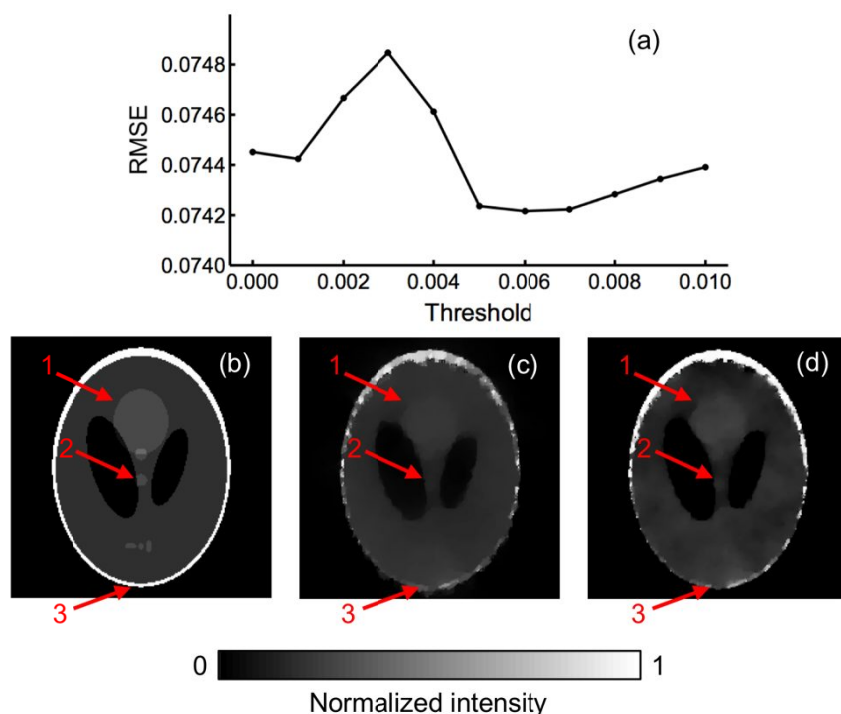 (a)
RMSE
0.0748
0.0746
0.0744
0.0742
0.0740
0.000 0.002 0.004 0.006 0.008 0.010
Threshold
1 (b) 1 (c) 1 (d)
2 2 2
3 3 3
0 1
Normalized intensity